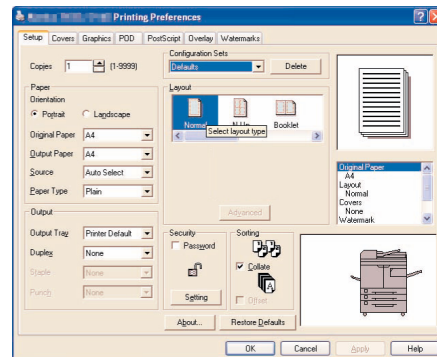 Printing Preferences
Setup Covers Graphics POD PostScript Overlay Watermarks
Copies 1 (1-9999)
Configuration Sets
Defaults Delete
Paper
Orientation
Portrait Landscape
Original Paper A4
Output Paper A4
Source Auto Select
Paper Type Plain
Layout
Normal N-Up Booklet
Select layout type
Advanced
Original Paper
A4
Layout
Normal
Covers
None
Watermark
Output
Output Tray Printer Default
Duplex None
Staple None
Punch None
Security
Password
Setting
Sorting
Collate
Offset
About... Restore Defaults
OK Cancel Apply Help